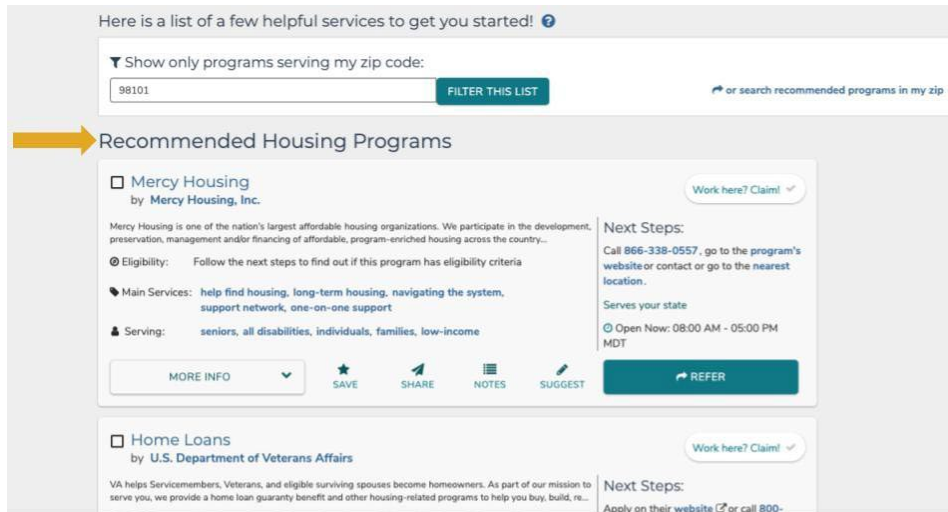 Here is a list of a few helpful services to get you started!
Show only programs serving my zip code:
98101
FILTER THIS LIST
or search recommended programs in my zip
Recommended Housing Programs
Mercy Housing
by Mercy Housing, Inc.
Work here? Claim!
Mercy Housing is one of the nation's largest affordable housing organizations. We participate in the development,
preservation, management and/or financing of affordable, program-enriched housing across the country...
Eligibility: Follow the next steps to find out if this program has eligibility criteria
Main Services: help find housing, long-term housing, navigating the system,
support network, one-on-one support
Serving: seniors, all disabilities, individuals, families, low-income
Next Steps:
Call 866-338-0557, go to the program's
website or contact or go to the nearest
location.
Serves your state
Open Now: 08:00 AM - 05:00 PM
MDT
MORE INFO
SAVE
SHARE
NOTES
SUGGEST
REFER
Home Loans
by U.S. Department of Veterans Affairs
Work here? Claim!
VA helps Servicemembers, Veterans, and eligible surviving spouses become homeowners. As part of our mission to
serve you, we provide a home loan guaranty benefit and other housing-related programs to help you buy, build, re...
Next Steps:
Apply on their website or call 800-